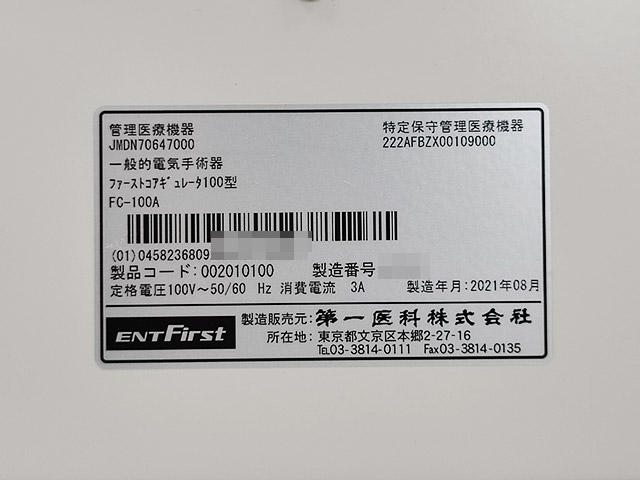 管理医療機器 特定保守管理医療機器
JMDN70647000 222AFBZX00109000
一般的電気手術器
ファーストコアギュレータ100型
FC-100A
(01)0458236809
製品コード:002010100 製造番号
定格電圧100V～50/60 Hz 消費電流 3A 製造年月:2021年08月
ENTFirst 製造販売元: 第一医科株式会社
所在地: 東京都文京区本郷2-27-16
TEL03-3814-0111 Fax03-3814-0135